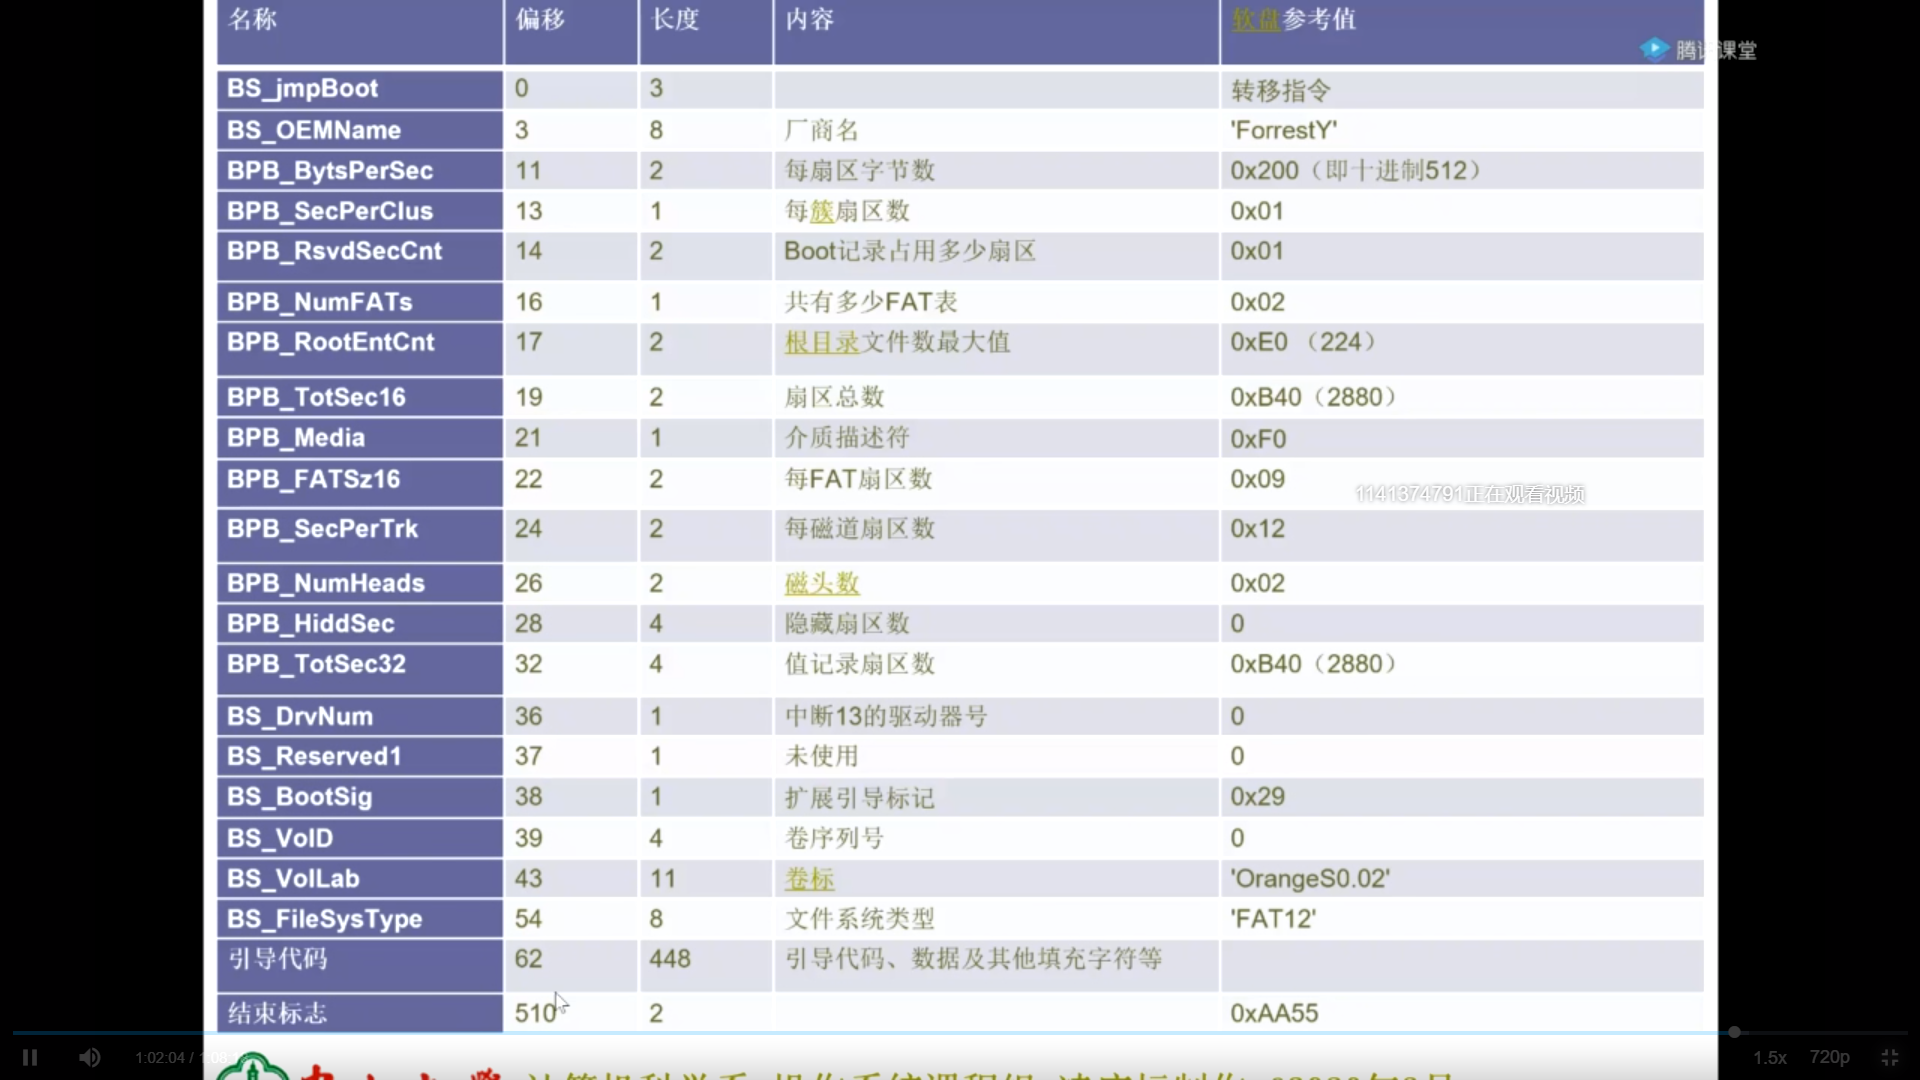 名称 偏移 长度 内容 软盘参考值
腾讯课堂
BS_jmpBoot 0 3 转移指令
BS_OEMName 3 8 厂商名 'ForrestY'
BPB_BytsPerSec 11 2 每扇区字节数 0x200（即十进制512）
BPB_SecPerClus 13 1 每簇扇区数 0x01
BPB_RsvdSecCnt 14 2 Boot记录占用多少扇区 0x01
BPB_NumFATs 16 1 共有多少FAT表 0x02
BPB_RootEntCnt 17 2 根目录文件数最大值 0xE0 （224）
BPB_TotSec16 19 2 扇区总数 0xB40（2880）
BPB_Media 21 1 介质描述符 0xF0
BPB_FATSz16 22 2 每FAT扇区数 0x09
1141374791正在观看视频
BPB_SecPerTrk 24 2 每磁道扇区数 0x12
BPB_NumHeads 26 2 磁头数 0x02
BPB_HiddSec 28 4 隐藏扇区数 0
BPB_TotSec32 32 4 值记录扇区数 0xB40（2880）
BS_DrvNum 36 1 中断13的驱动器号 0
BS_Reserved1 37 1 未使用 0
BS_BootSig 38 1 扩展引导标记 0x29
BS_VolD 39 4 卷序列号 0
BS_VolLab 43 11 卷标 'OrangeS0.02'
BS_FileSysType 54 8 文件系统类型 'FAT12'
引导代码 62 448 引导代码、数据及其他填充字符等
结束标志 510 2 0xAA55
1:02:04 / 1.5x 720p